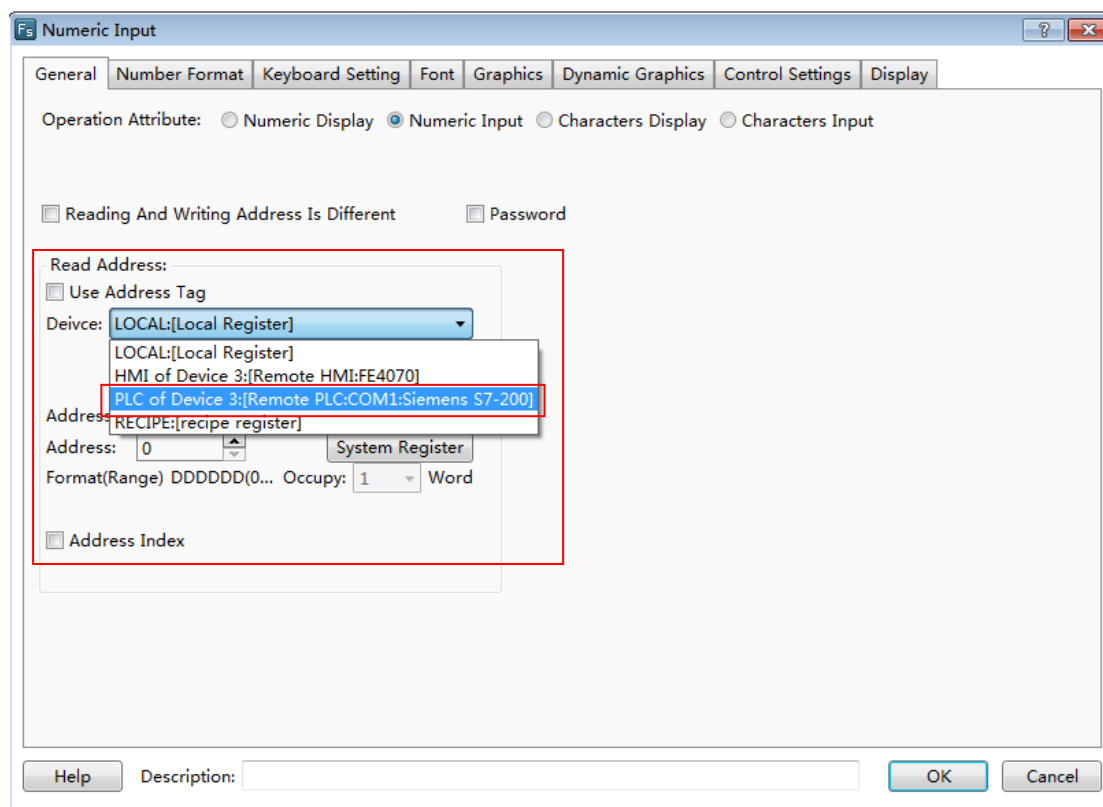 Fs Numeric Input ?
General Number Format Keyboard Setting Font Graphics Dynamic Graphics Control Settings Display
Operation Attribute: Numeric Display Numeric Input Characters Display Characters Input
Reading And Writing Address Is Different Password
Read Address:
Use Address Tag
Deivce: LOCAL:[Local Register]
LOCAL:[Local Register]
HMI of Device 3:[Remote HMI:FE4070]
PLC of Device 3:[Remote PLC:COM1:Siemens S7-200]
Address
RECIPE:[recipe register]
Address: 0 System Register
Format(Range) DDDDDD(0... Occupy: 1 Word
Address Index
Help Description: OK Cancel